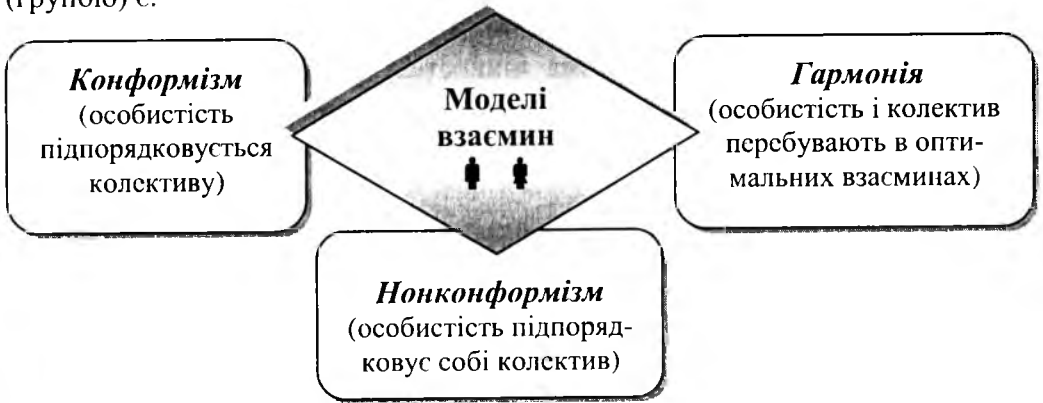 (групою) є:
Конформізм
(особистість
підпорядковується
колективу)
Моделі
взаємин
Гармонія
(особистість і колектив
перебувають в опти-
мальних взаєминах)
Нонконформізм
(особистість підпоряд-
ковує собі колектив)